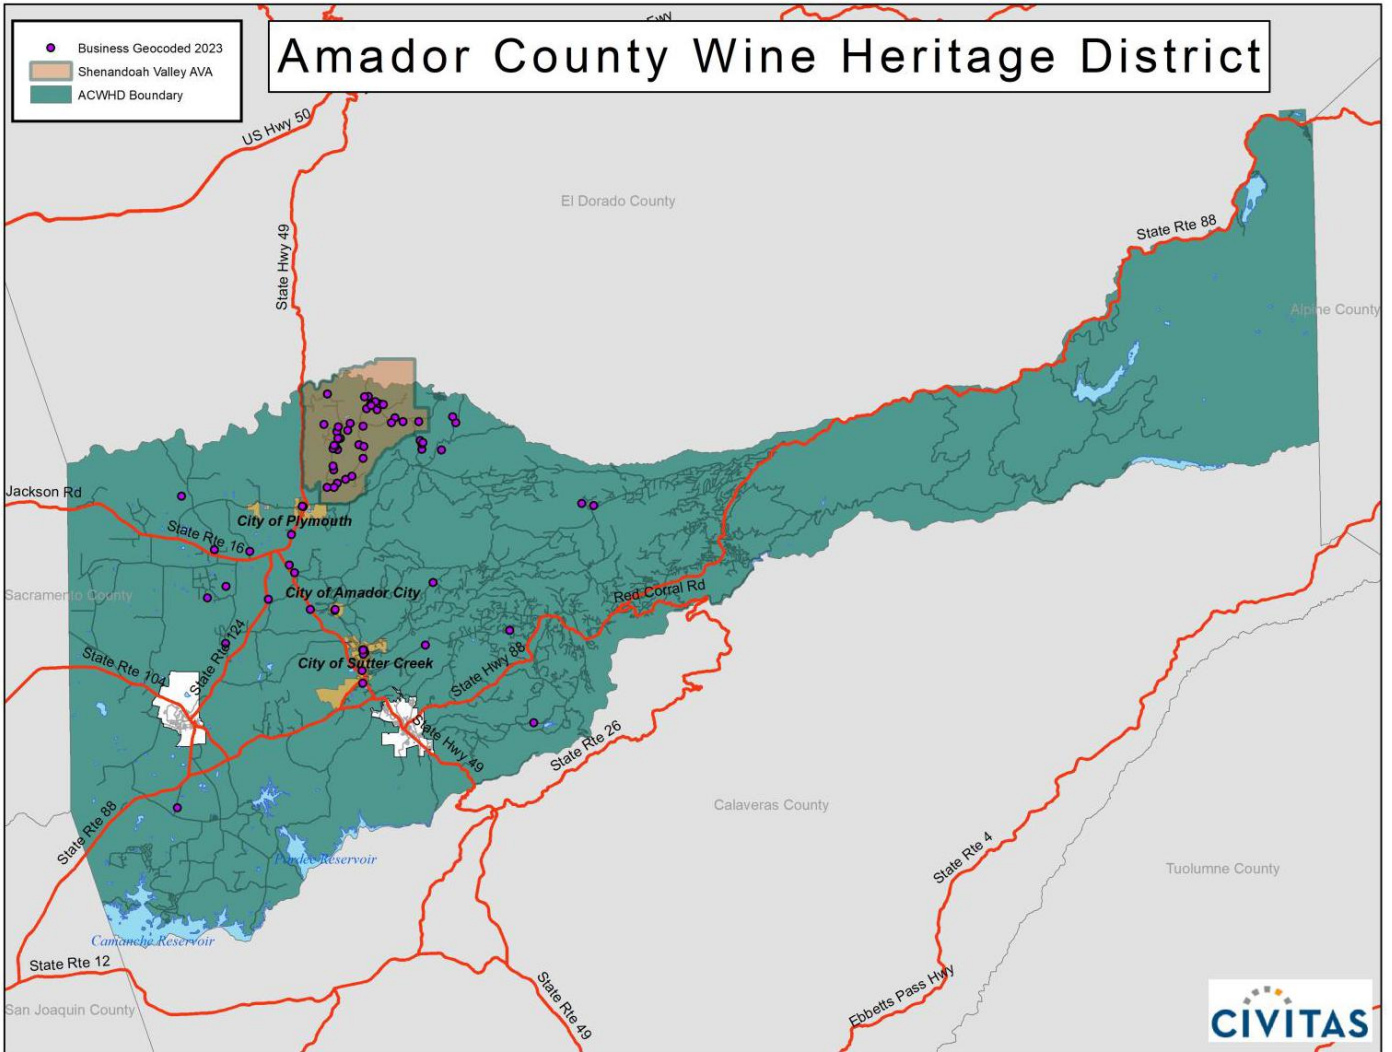 Amador County Wine Heritage District
Business Geocoded 2023
Shenandoah Valley AVA
ACWHD Boundary
US Hwy 50
El Dorado County
State Hwy 49
State Rte 88
Alpine County
Jackson Rd
City of Plymouth
State Rte 16
City of Amador City
Sacramento County
Red Corral Rd
State Rte 124
City of Sutter Creek
State Rte 104
State Hwy 88
State Hwy 49
State Rte 26
State Rte 88
Calaveras County
Pardee Reservoir
State Rte 4
Tuolumne County
Camanche Reservoir
State Rte 12
Ebbetts Pass Hwy
State Rte 49
San Joaquin County
CIVITAS